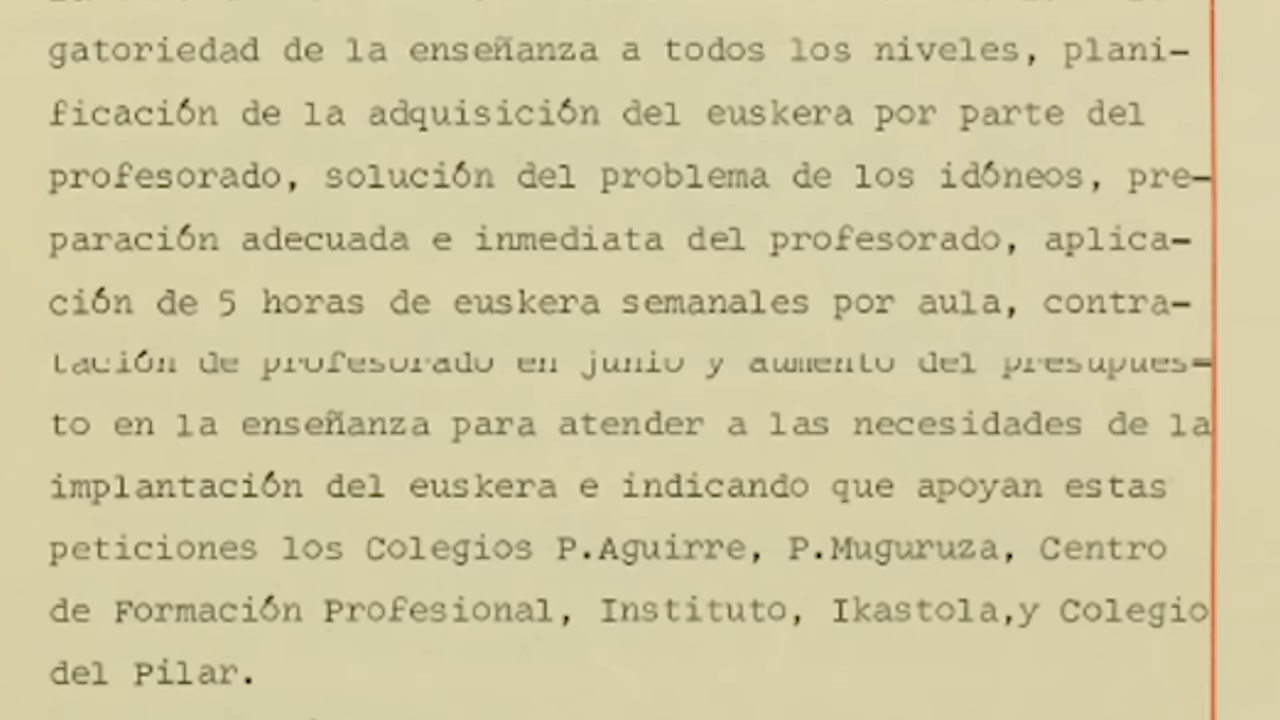 gatoriedad de la enseñanza a todos los niveles, plani-
ficación de la adquisición del euskera por parte del
profesorado, solución del problema de los idóneos, pre-
paración adecuada e inmediata del profesorado, aplica-
ción de 5 horas de euskera semanales por aula, contra-
tación de profesorado en junio y aumento del presupues-
to en la enseñanza para atender a las necesidades de la
implantación del euskera e indicando que apoyan estas
peticiones los Colegios P.Aguirre, P.Muguruza, Centro
de Formación Profesional, Instituto, Ikastola,y Colegio
del Pilar.